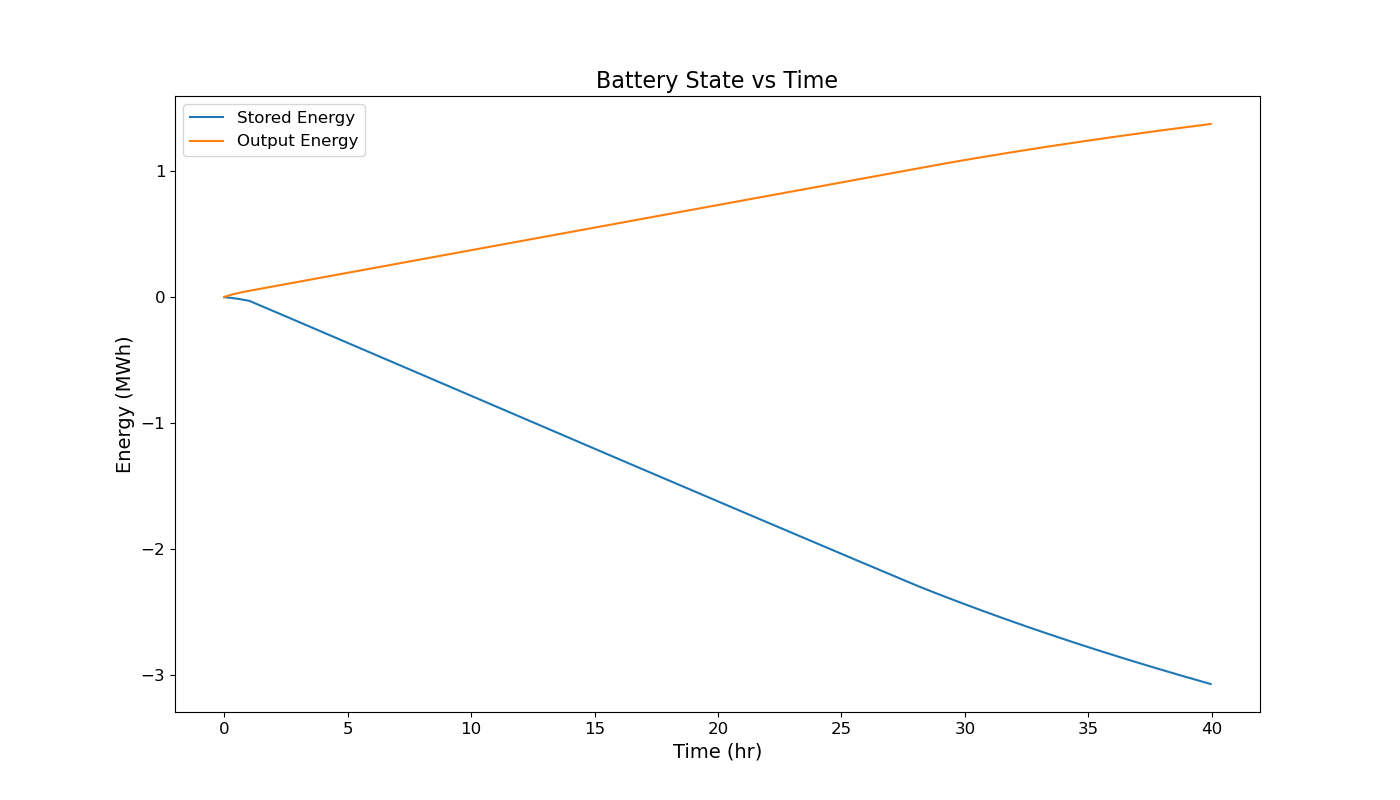 Battery State vs Time
Stored Energy
Output Energy
Energy (MWh)
1
0
−1
−2
−3
0 5 10 15 20 25 30 35 40
Time (hr)